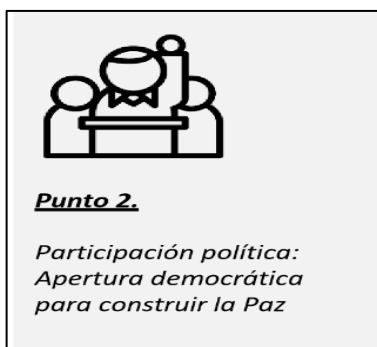 Punto 2.
Participación política:
Apertura democrática
para construir la Paz